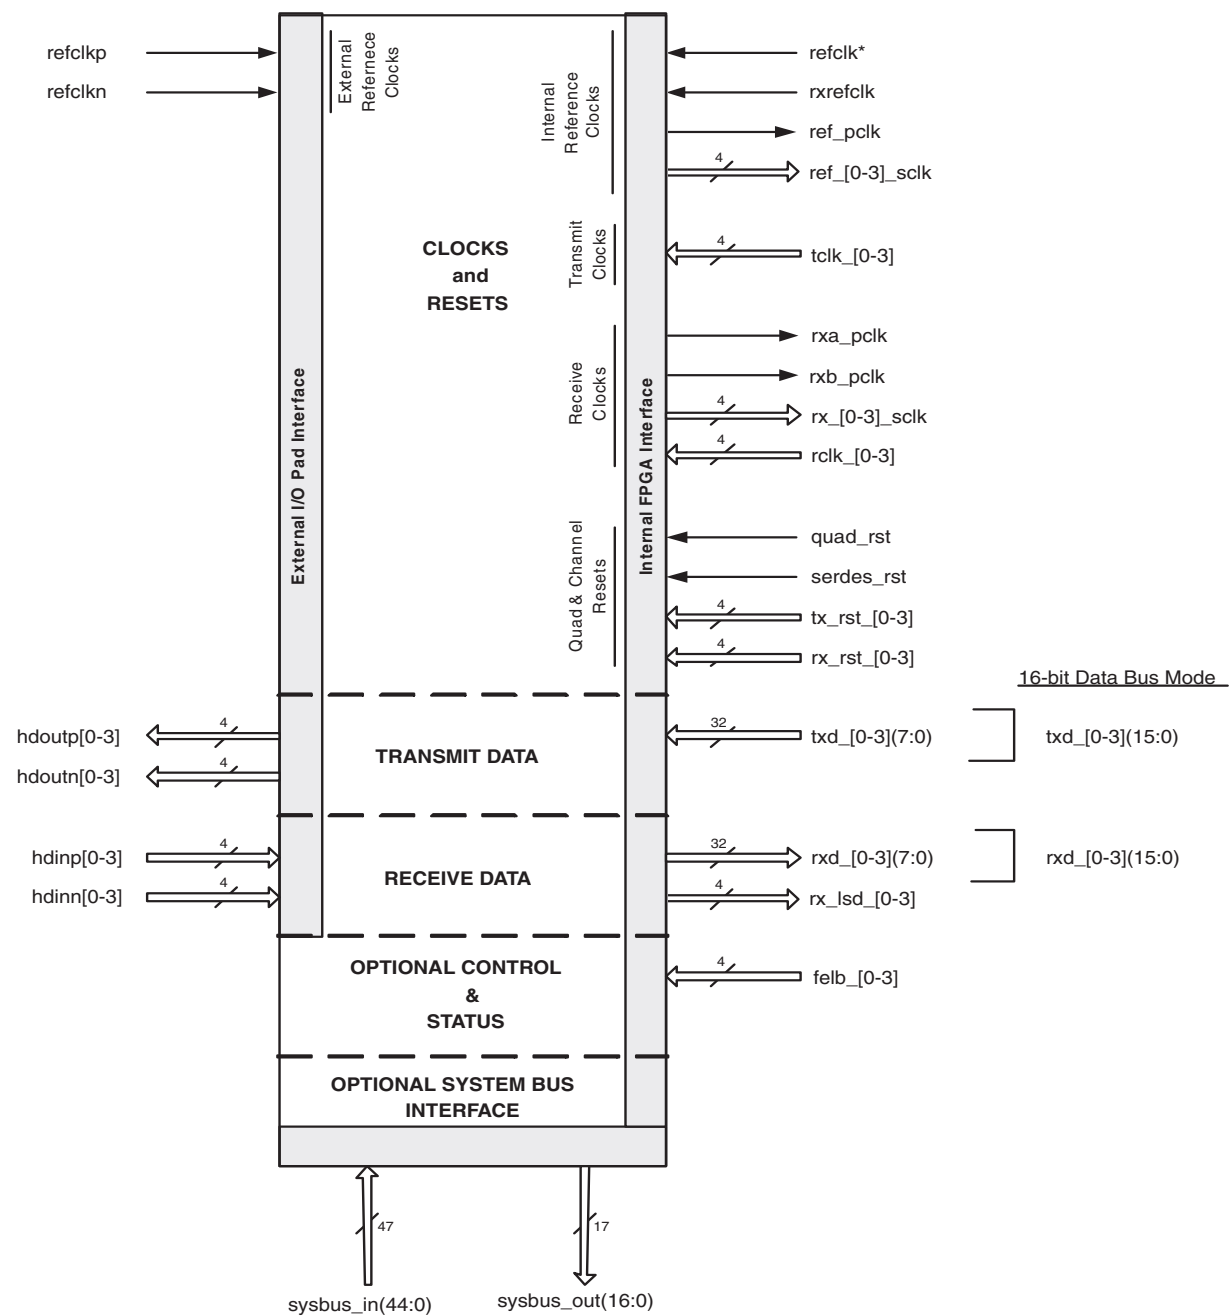 refclkp
refclkn
External
Refernece
Clocks
Internal
Reference
Clocks
refclk*
rxrefclk
ref_pclk
4
ref_[0-3]_sclk
CLOCKS
and
RESETS
Transmit
Clocks
4
tclk_[0-3]
External I/O Pad Interface
Receive
Clocks
Internal FPGA Interface
rxa_pclk
rxb_pclk
4
rx_[0-3]_sclk
4
rclk_[0-3]
Quad & Channel
Resets
quad_rst
serdes_rst
4
tx_rst_[0-3]
4
rx_rst_[0-3]
16-bit Data Bus Mode
hdoutp[0-3]
4
hdoutn[0-3]
4
TRANSMIT DATA
32
txd_[0-3](7:0)
txd_[0-3](15:0)
hdinp[0-3]
4
hdinn[0-3]
4
RECEIVE DATA
32
rxd_[0-3](7:0)
rxd_[0-3](15:0)
4
rx_lsd_[0-3]
OPTIONAL CONTROL
&
STATUS
4
felb_[0-3]
OPTIONAL SYSTEM BUS
INTERFACE
47
17
sysbus_in(44:0)
sysbus_out(16:0)